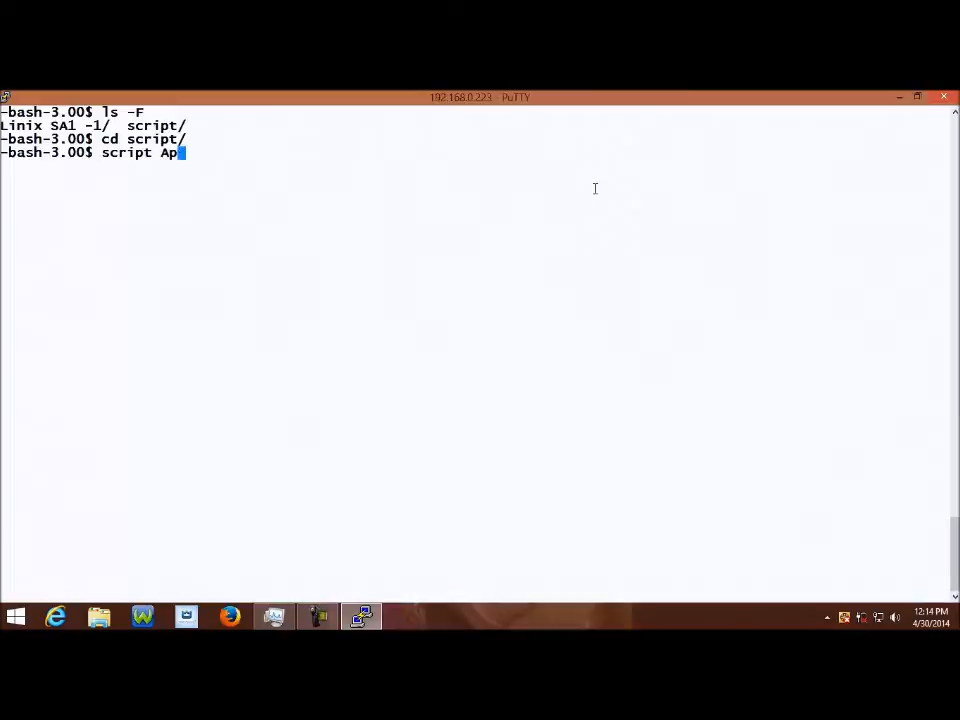 192.168.0.223 - PuTTY
-bash-3.00$ ls -F
Linix SA1 -1/  script/
-bash-3.00$ cd script/
-bash-3.00$ script Ap
12:14 PM
4/30/2014